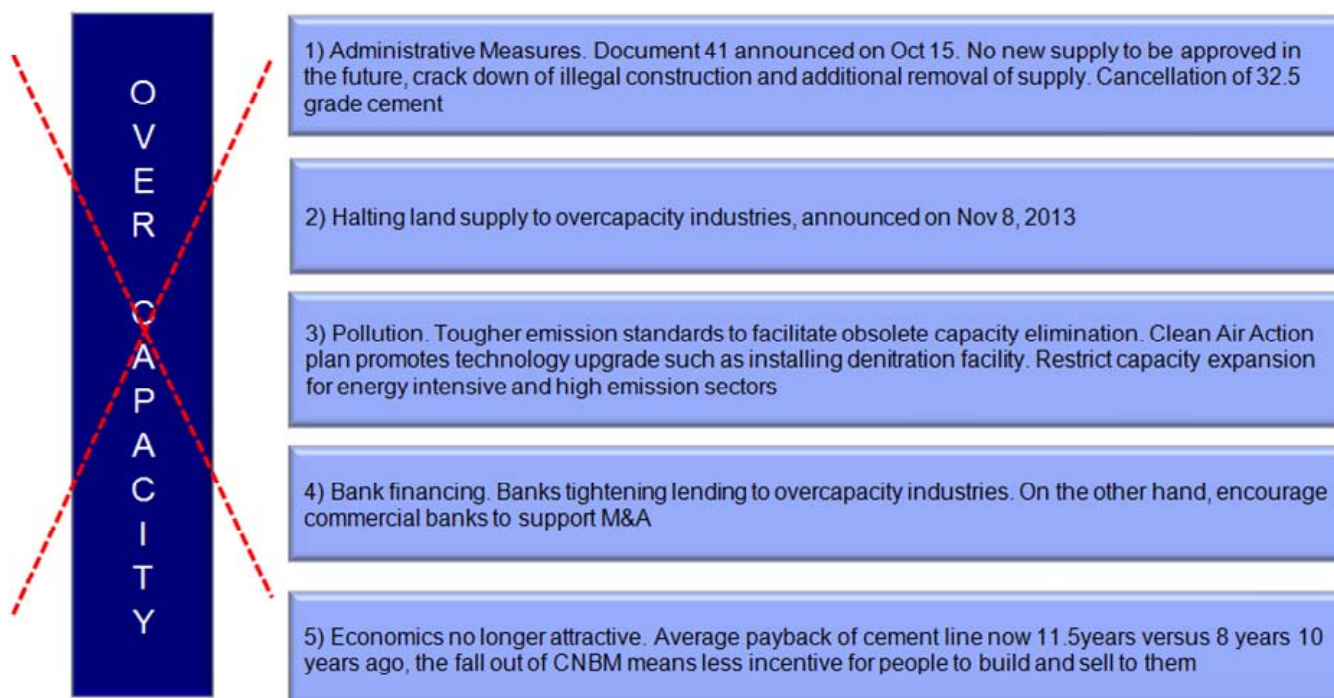 OVER CAPACITY
1) Administrative Measures. Document 41 announced on Oct 15. No new supply to be approved in
the future, crack down of illegal construction and additional removal of supply. Cancellation of 32.5
grade cement
2) Halting land supply to overcapacity industries, announced on Nov 8, 2013
3) Pollution. Tougher emission standards to facilitate obsolete capacity elimination. Clean Air Action
plan promotes technology upgrade such as installing denitration facility. Restrict capacity expansion
for energy intensive and high emission sectors
4) Bank financing. Banks tightening lending to overcapacity industries. On the other hand, encourage
commercial banks to support M&A
5) Economics no longer attractive. Average payback of cement line now 11.5years versus 8 years 10
years ago, the fall out of CNBM means less incentive for people to build and sell to them